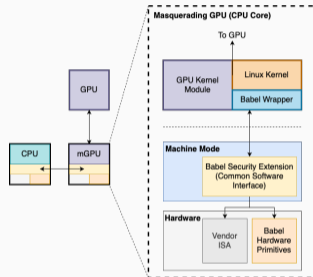 Masquerading GPU (CPU Core)
To GPU
GPU
GPU Kernel
Module
Linux Kernel
Babel Wrapper
CPU
mGPU
Machine Mode
Babel Security Extension
(Common Software
Interface)
Hardware
Vendor
ISA
Babel
Hardware
Primitives